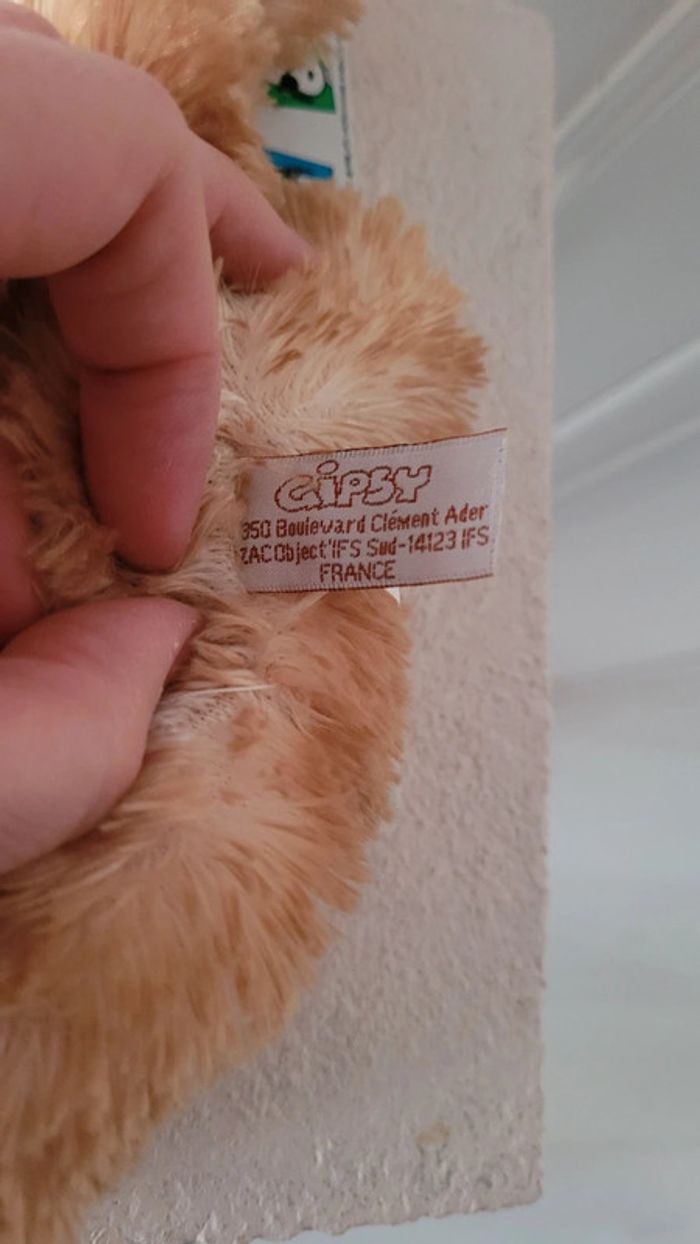 GiPSY
350 Boulevard Clément Ader
ZAC Object'IFS Sud-14123 IFS
FRANCE